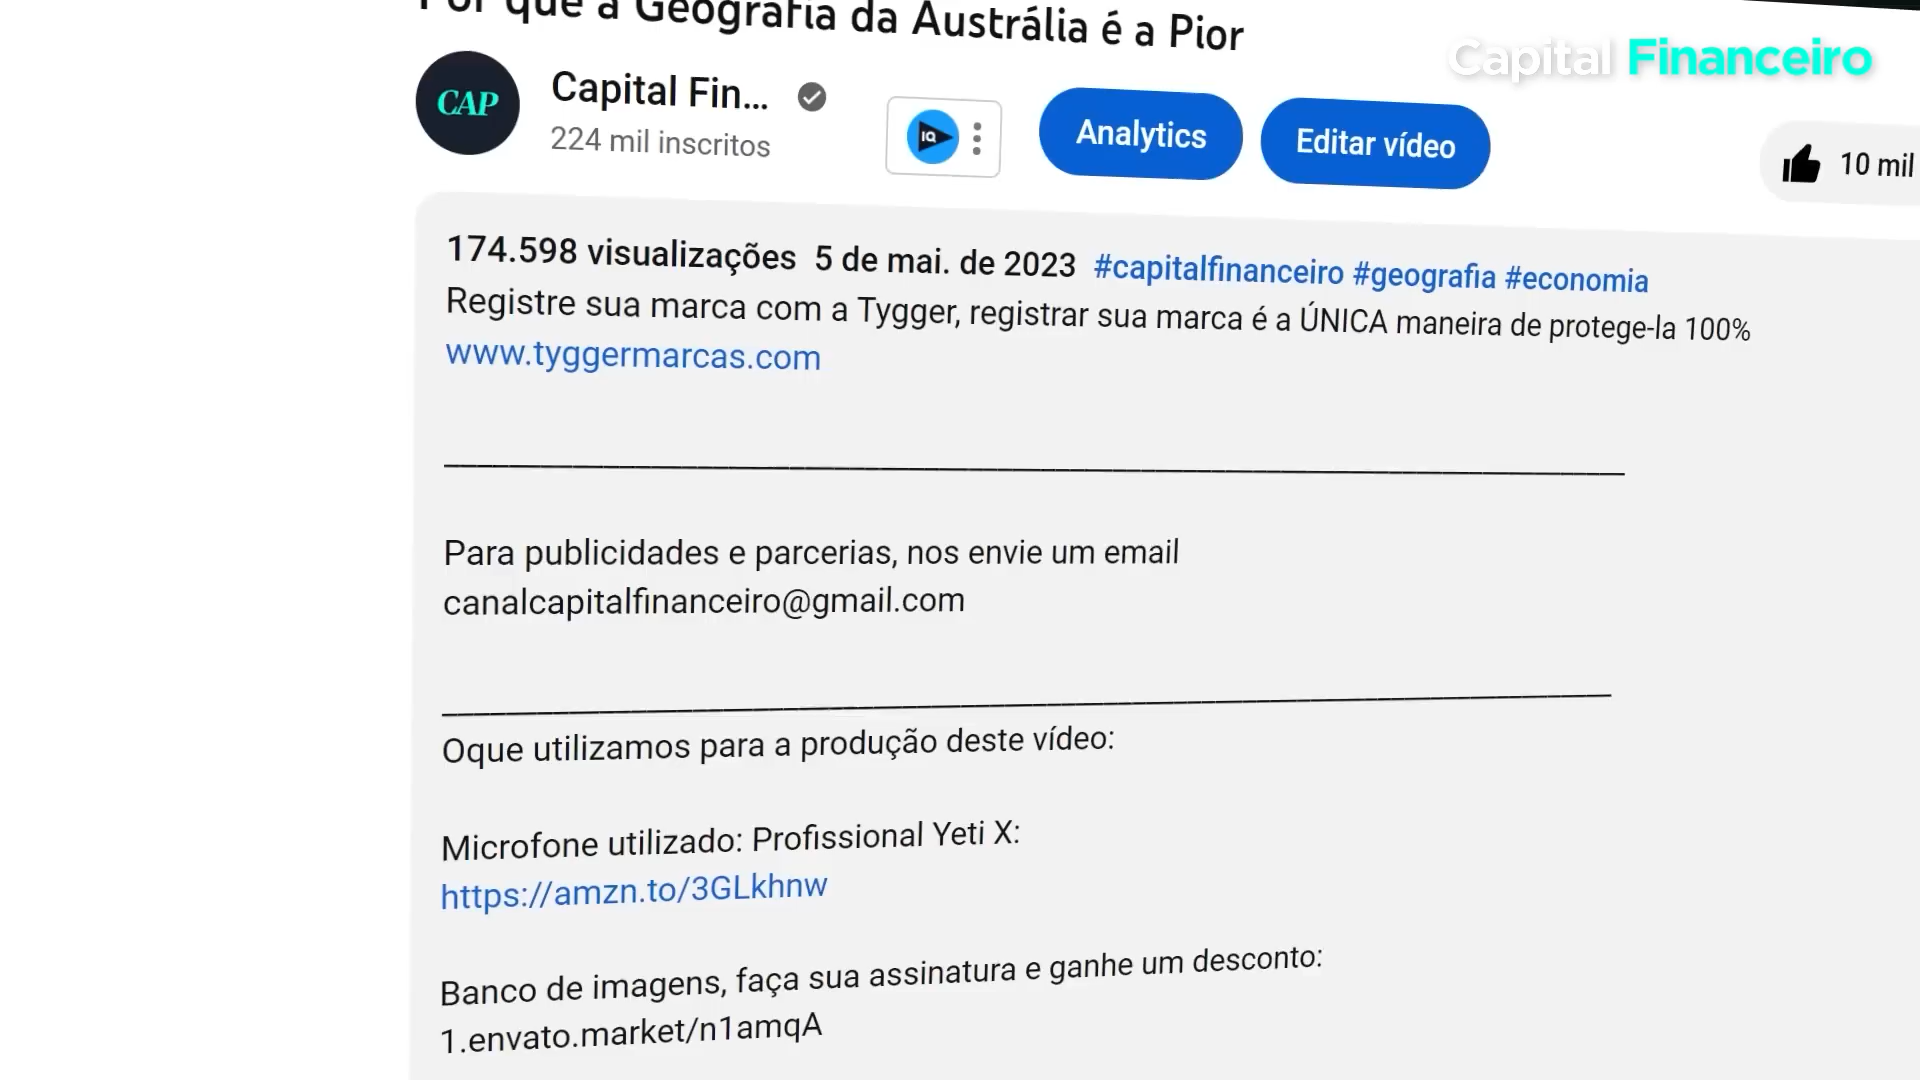 Por que a Geografia da Austrália é a Pior
Capital Financeiro
CAP
Capital Fin...
224 mil inscritos
IQ
Analytics
Editar vídeo
10 mil
174.598 visualizações 5 de mai. de 2023 #capitalfinanceiro #geografia #economia
Registre sua marca com a Tygger, registrar sua marca é a ÚNICA maneira de protege-la 100%
www.tyggermarcas.com
Para publicidades e parcerias, nos envie um email
canalcapitalfinanceiro@gmail.com
Oque utilizamos para a produção deste vídeo:
Microfone utilizado: Profissional Yeti X:
https://amzn.to/3GLkhnw
Banco de imagens, faça sua assinatura e ganhe um desconto:
1.envato.market/n1amqA